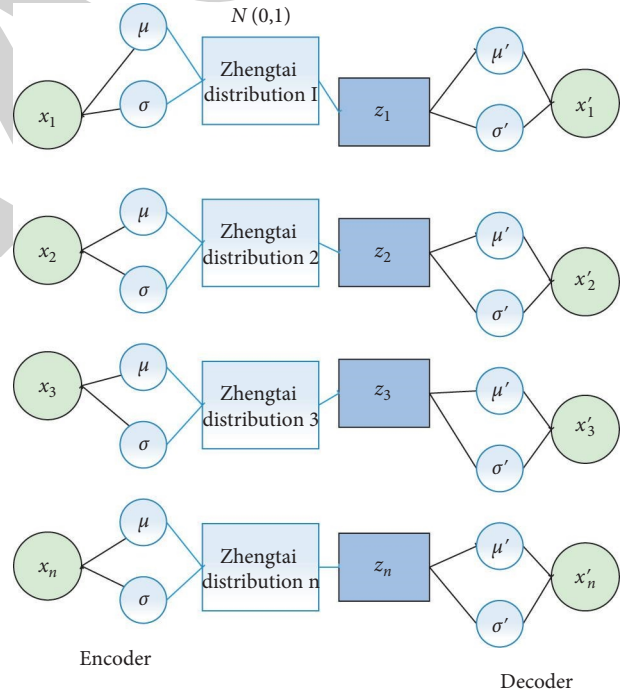 N (0,1)
μ
Zhengtai
distribution I
x₁
σ
z₁
μ′
σ′
x′₁
μ
Zhengtai
distribution 2
x₂
σ
z₂
μ′
σ′
x′₂
μ
Zhengtai
distribution 3
x₃
σ
z₃
μ′
σ′
x′₃
μ
Zhengtai
distribution n
xₙ
σ
zₙ
μ′
σ′
x′ₙ
Encoder
Decoder